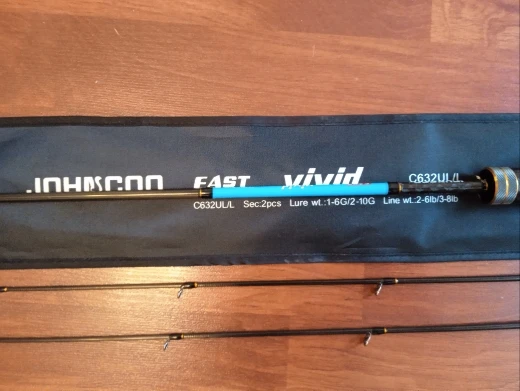 JOHNCOO FAST vivid C632UL/L
C632UL/L Sec:2pcs Lure wt.:1-6G/2-10G Line wt.:2-6lb/3-8lb